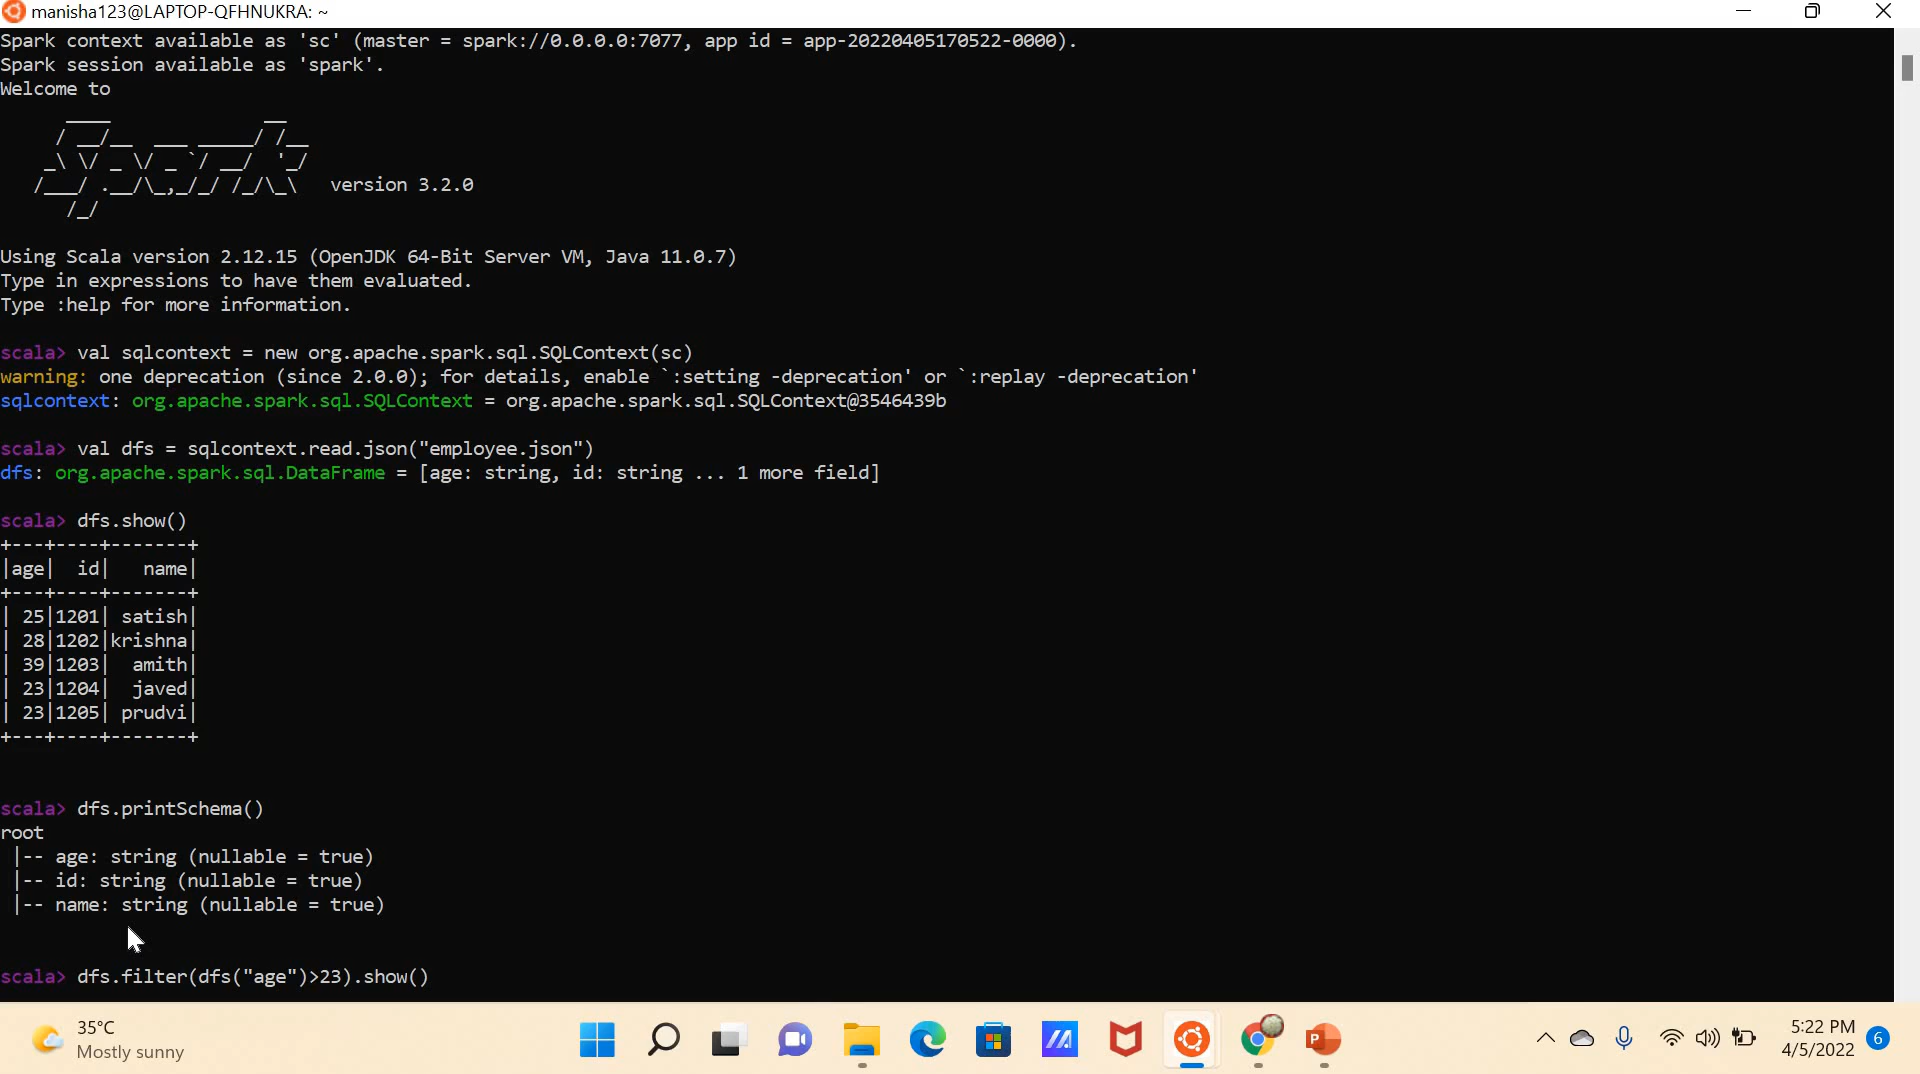 manisha123@LAPTOP-QFHNUKRA: ~
Spark context available as 'sc' (master = spark://0.0.0.0:7077, app id = app-20220405170522-0000).
Spark session available as 'spark'.
Welcome to
      ____              __
     / __/__  ___ _____/ /__
    _\ \/ _ \/ _ `/ __/  '_/
   /___/ .__/\_,_/_/ /_/\_\   version 3.2.0
      /_/
Using Scala version 2.12.15 (OpenJDK 64-Bit Server VM, Java 11.0.7)
Type in expressions to have them evaluated.
Type :help for more information.
scala> val sqlcontext = new org.apache.spark.sql.SQLContext(sc)
warning: one deprecation (since 2.0.0); for details, enable `:setting -deprecation' or `:replay -deprecation'
sqlcontext: org.apache.spark.sql.SQLContext = org.apache.spark.sql.SQLContext@3546439b
scala> val dfs = sqlcontext.read.json("employee.json")
dfs: org.apache.spark.sql.DataFrame = [age: string, id: string ... 1 more field]
scala> dfs.show()
+---+----+-------+
|age|  id|   name|
+---+----+-------+
| 25|1201| satish|
| 28|1202|krishna|
| 39|1203|  amith|
| 23|1204|  javed|
| 23|1205| prudvi|
+---+----+-------+
scala> dfs.printSchema()
root
 |-- age: string (nullable = true)
 |-- id: string (nullable = true)
 |-- name: string (nullable = true)
scala> dfs.filter(dfs("age")>23).show()
35°C
Mostly sunny
P
5:22 PM
4/5/2022
6